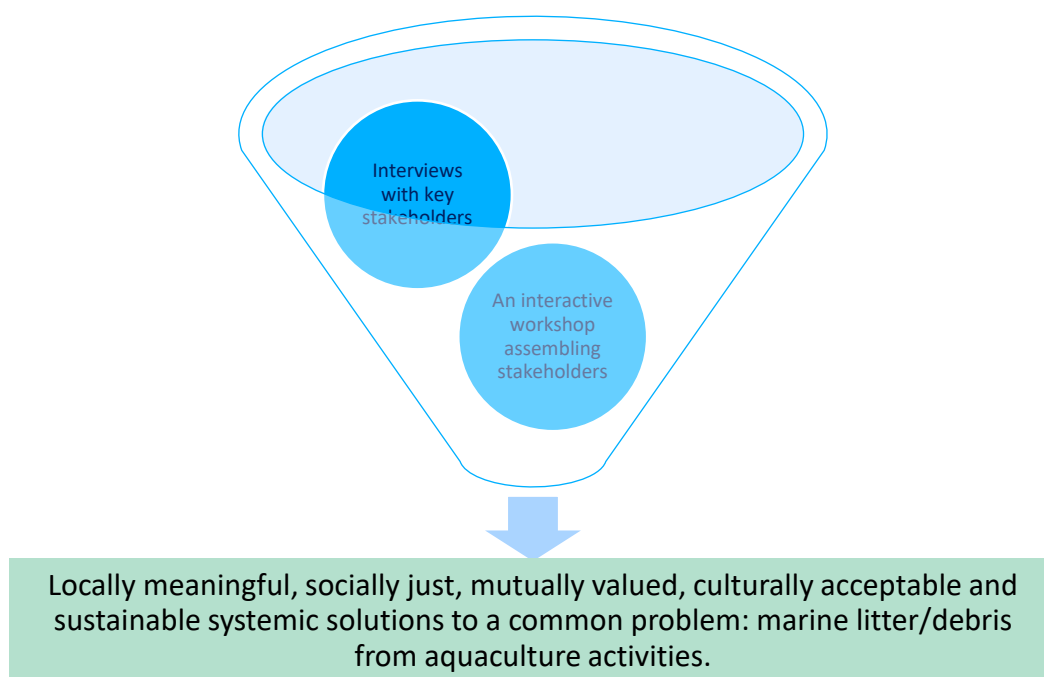 Interviews
with key
stakeholders
An interactive
workshop
assembling
stakeholders
Locally meaningful, socially just, mutually valued, culturally acceptable and
sustainable systemic solutions to a common problem: marine litter/debris
from aquaculture activities.